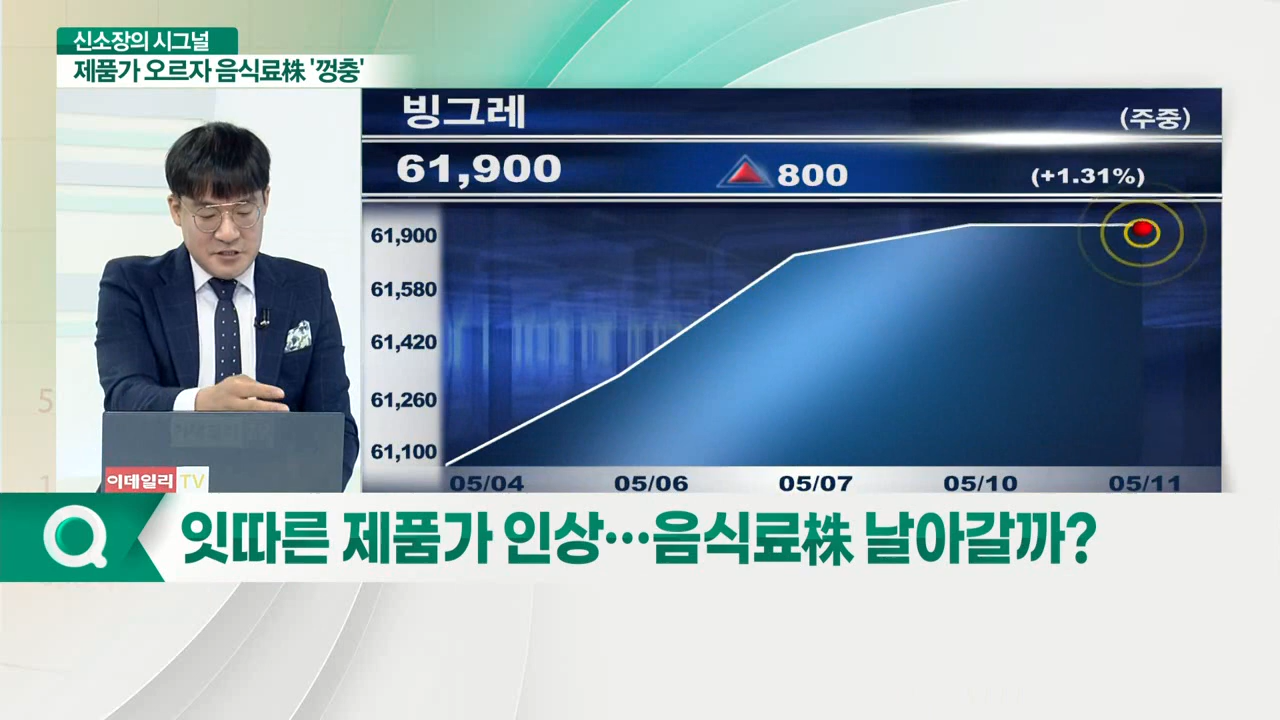 신소장의 시그널
제품가 오르자 음식료株 '껑충'
빙그레
(주중)
61,900
800
(+1.31%)
61,900
61,580
61,420
61,260
61,100
05/04
05/06
05/07
05/10
05/11
이데일리 TV
잇따른 제품가 인상…음식료株 날아갈까?